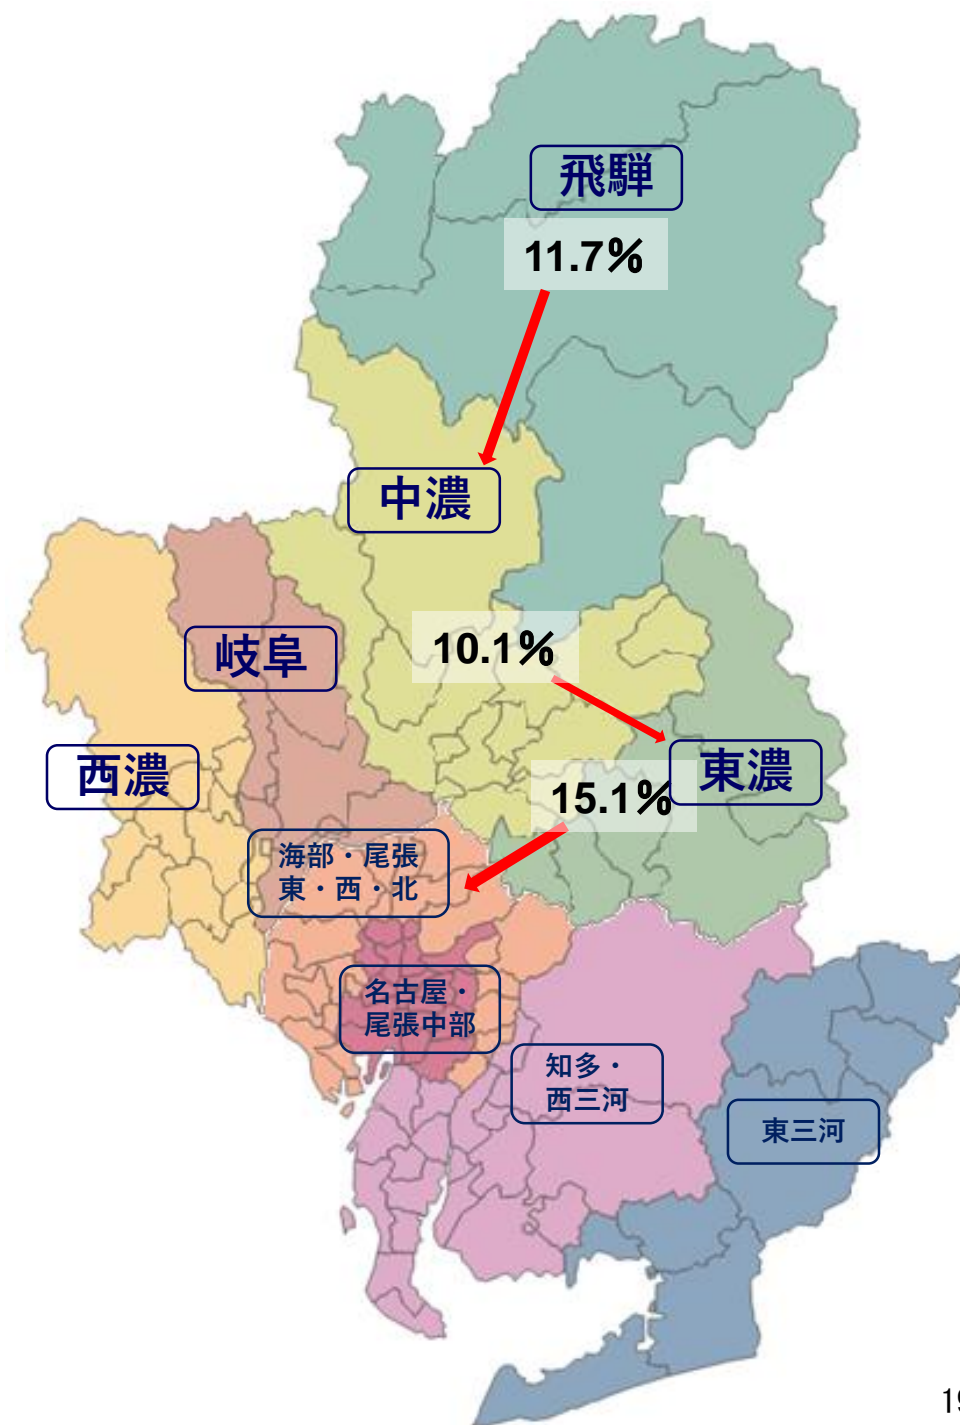 飛騨
11.7%
中濃
10.1%
岐阜
西濃
東濃
15.1%
海部・尾張
東・西・北
名古屋・
尾張中部
知多・
西三河
東三河